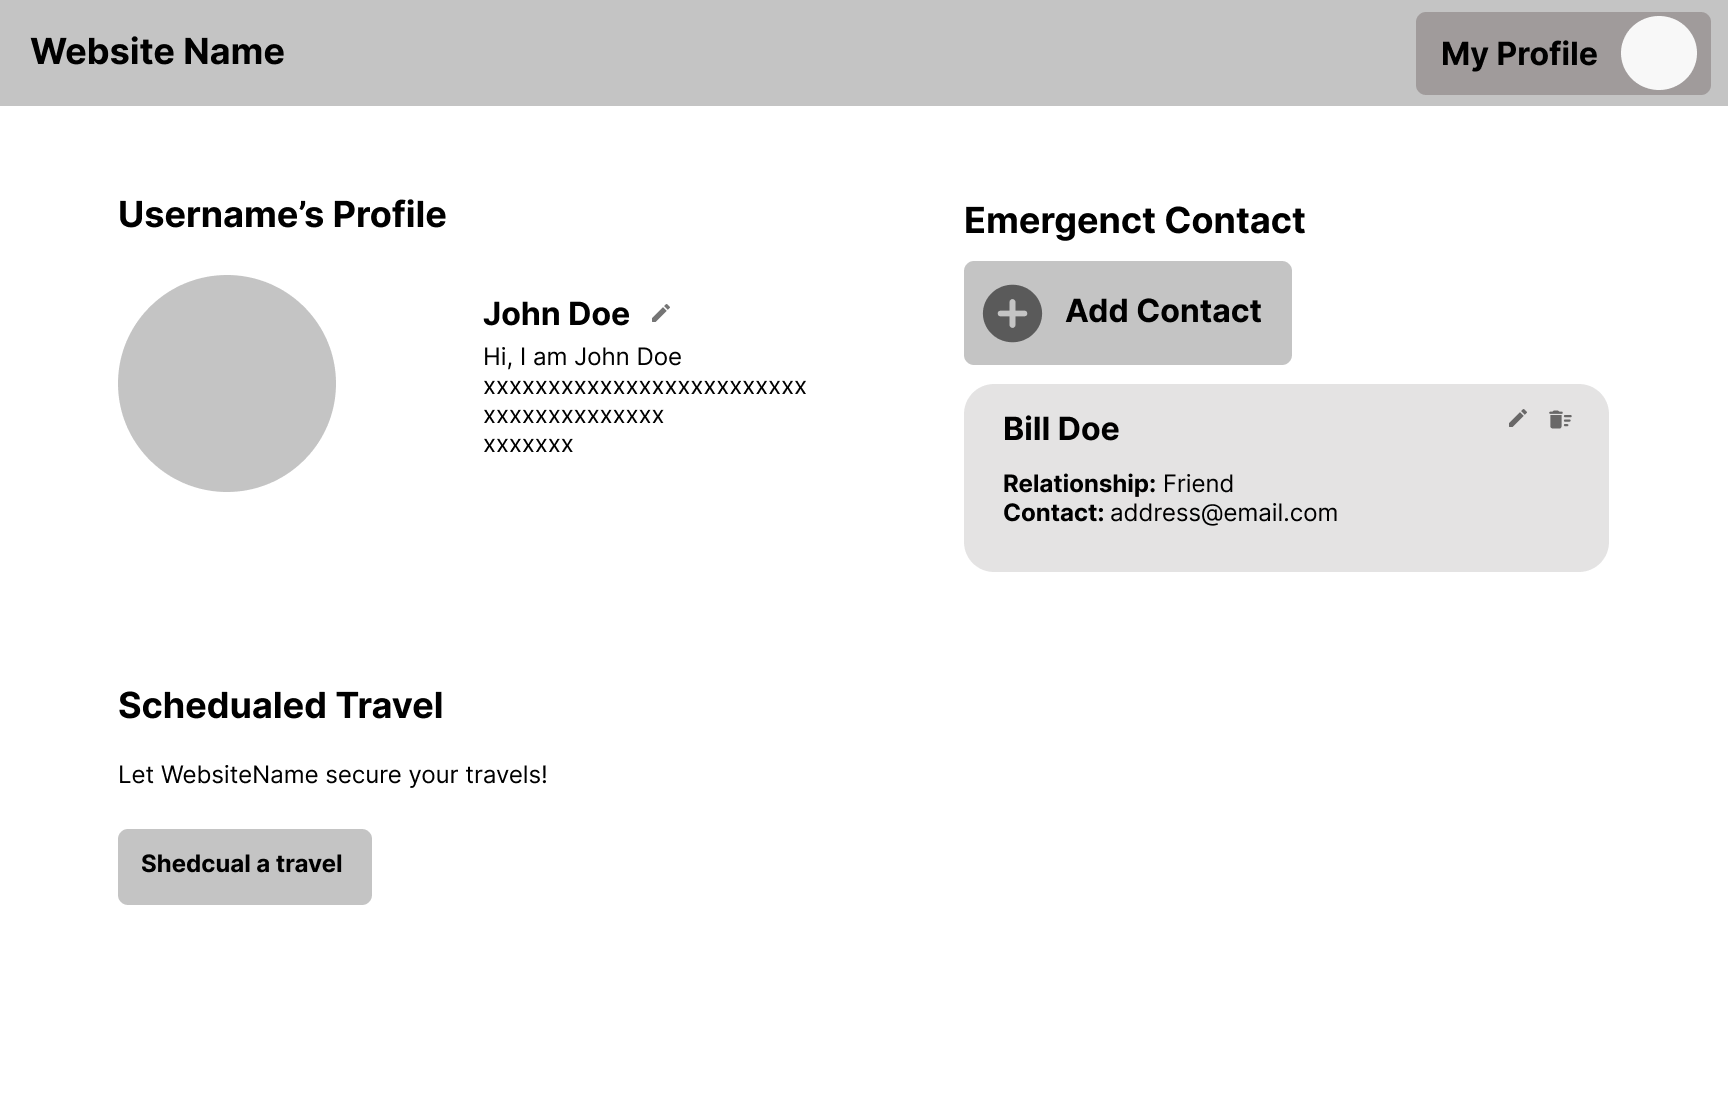 Website Name
My Profile
Username’s Profile
John Doe
Hi, I am John Doe
xxxxxxxxxxxxxxxxxxxxxxxxx
xxxxxxxxxxxxxx
xxxxxxx
Emergenct Contact
Add Contact
Bill Doe
Relationship: Friend
Contact: address@email.com
Schedualed Travel
Let WebsiteName secure your travels!
Shedcual a travel